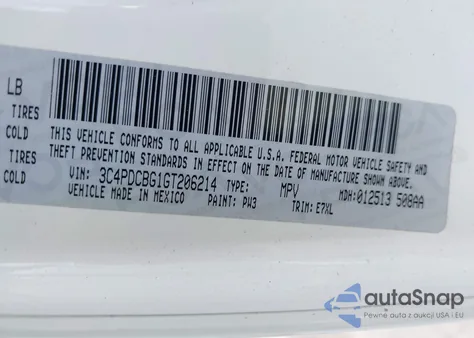 LB
TIRES
COLD
TIRES
COLD
THIS VEHICLE CONFORMS TO ALL APPLICABLE U.S.A. FEDERAL MOTOR VEHICLE SAFETY AND
THEFT PREVENTION STANDARDS IN EFFECT ON THE DATE OF MANUFACTURE SHOWN ABOVE.
VIN: 3C4PDCBG1GT206214 TYPE: MPV MDH:012513 508AA
VEHICLE MADE IN MEXICO PAINT: PW3 TRIM: E7XL
autoSnap
Pewne auta z aukcji USA i EU